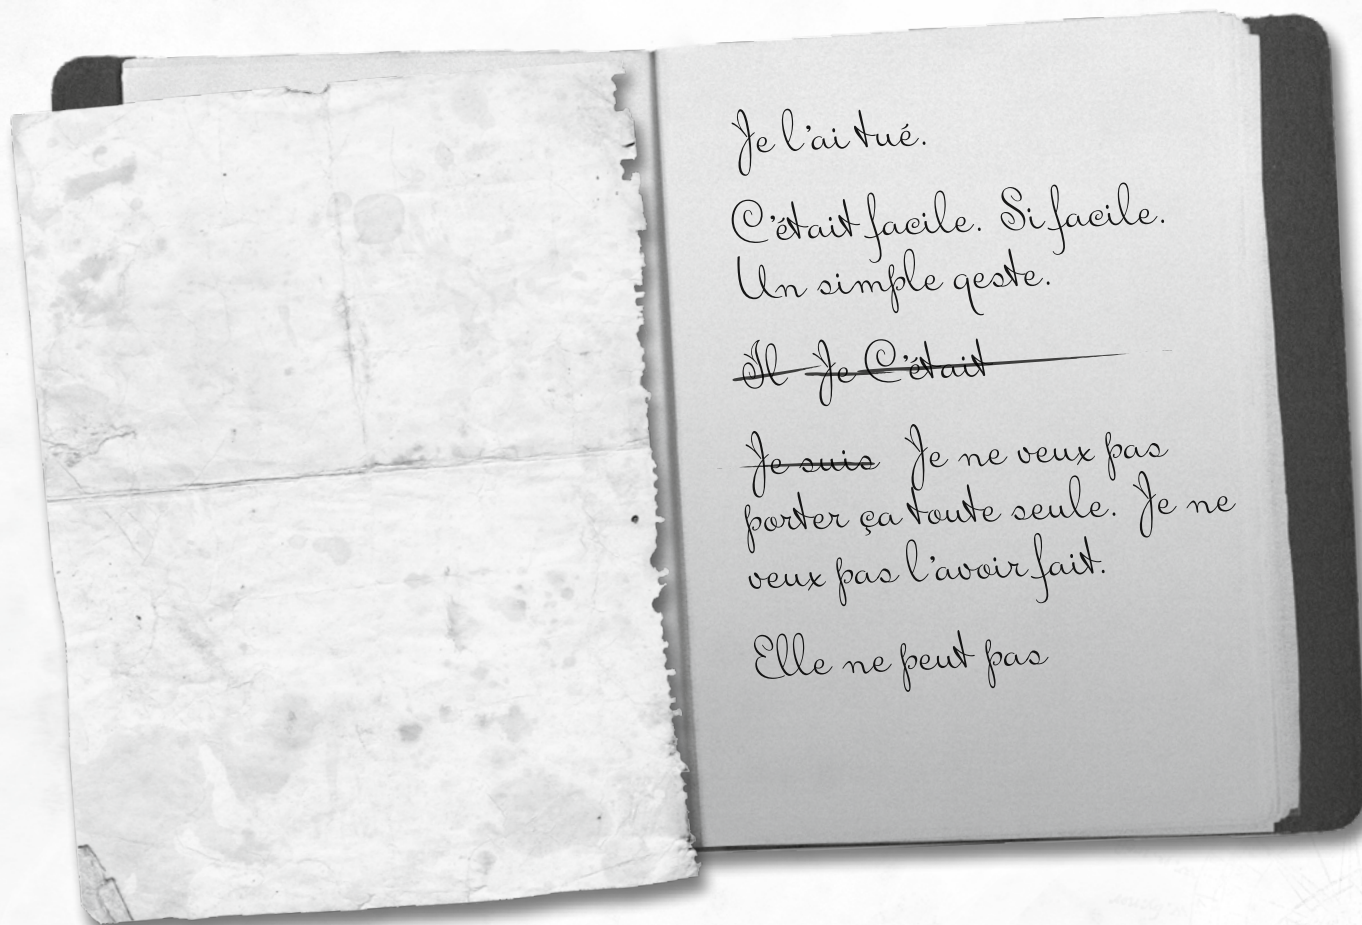 Je l'ai tué.
C'était facile. Si facile.
Un simple geste.
Il Je C'était
Je suis Je ne veux pas
porter ça toute seule. Je ne
veux pas l'avoir fait.
Elle ne peut pas